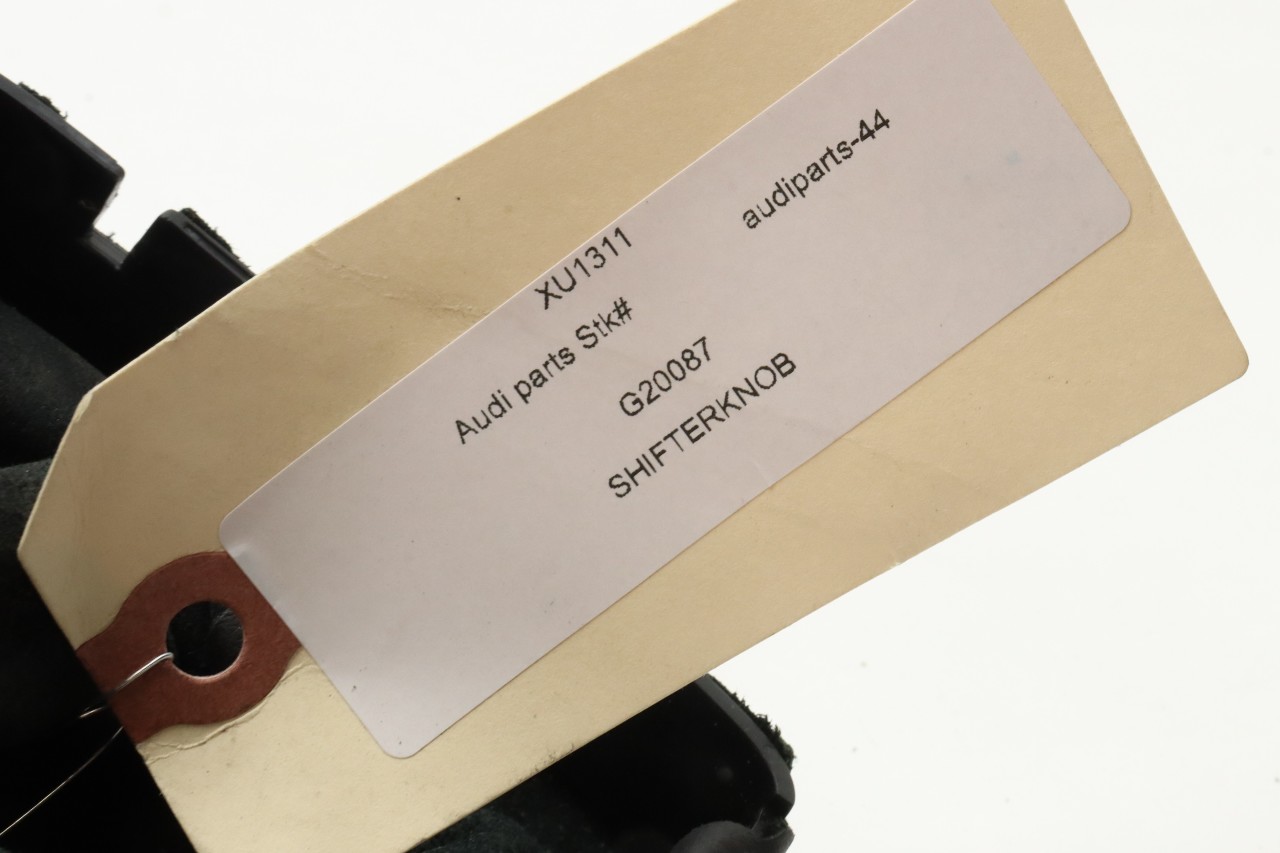 XU1311
audiparts-44
Audi parts Stk#
G20087
SHIFTERKNOB